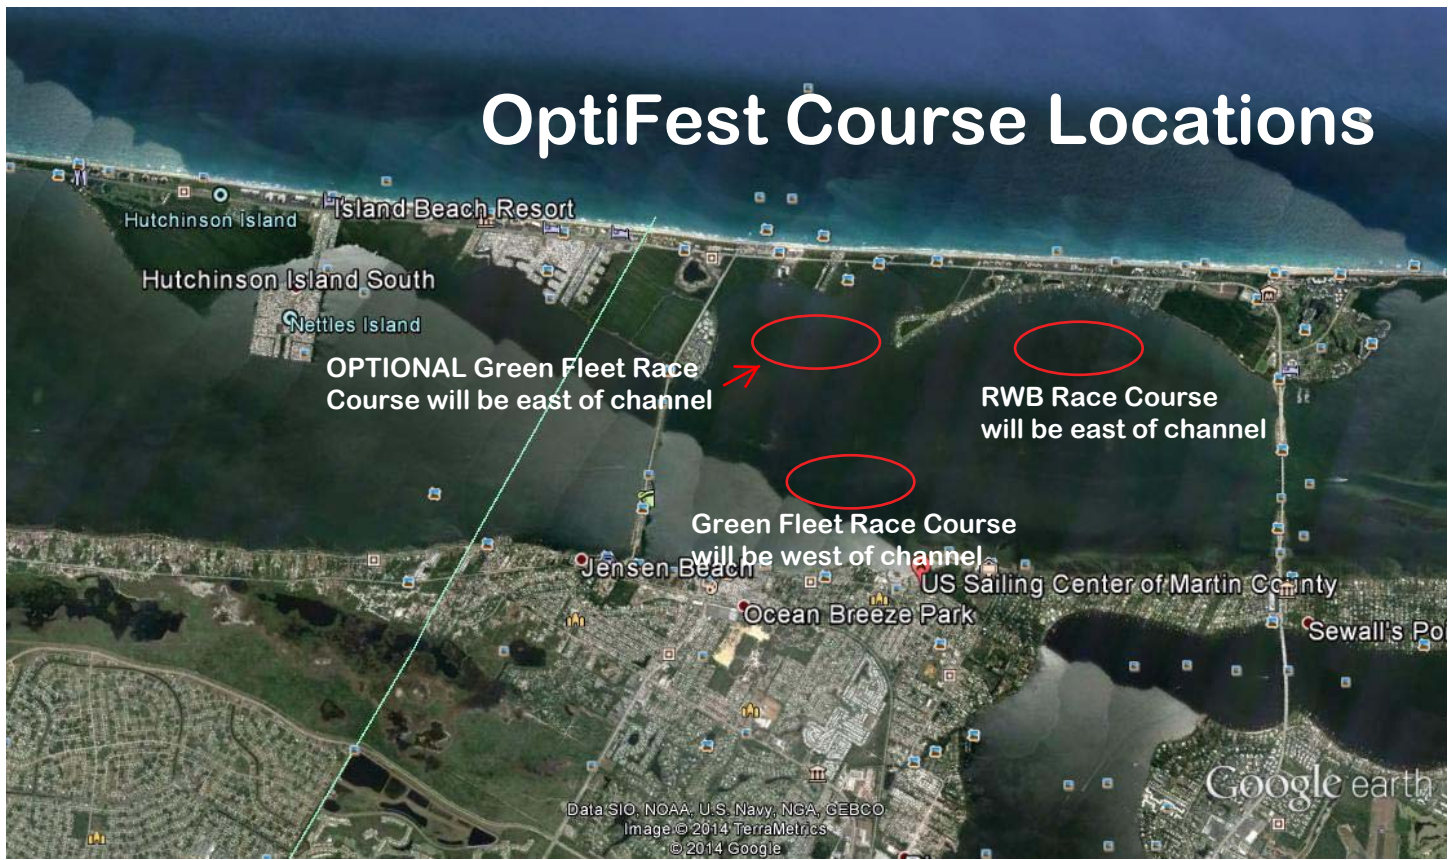 OptiFest Course Locations
Hutchinson Island
Island Beach Resort
Hutchinson Island South
Nettles Island
OPTIONAL Green Fleet Race
Course will be east of channel
RWB Race Course
will be east of channel
Green Fleet Race Course
will be west of channel
Jensen Beach
US Sailing Center of Martin County
Ocean Breeze Park
Sewall's Po
Google earth
Data SIO, NOAA, U.S. Navy, NGA, GEBCO
Image © 2014 TerraMetrics
© 2014 Google